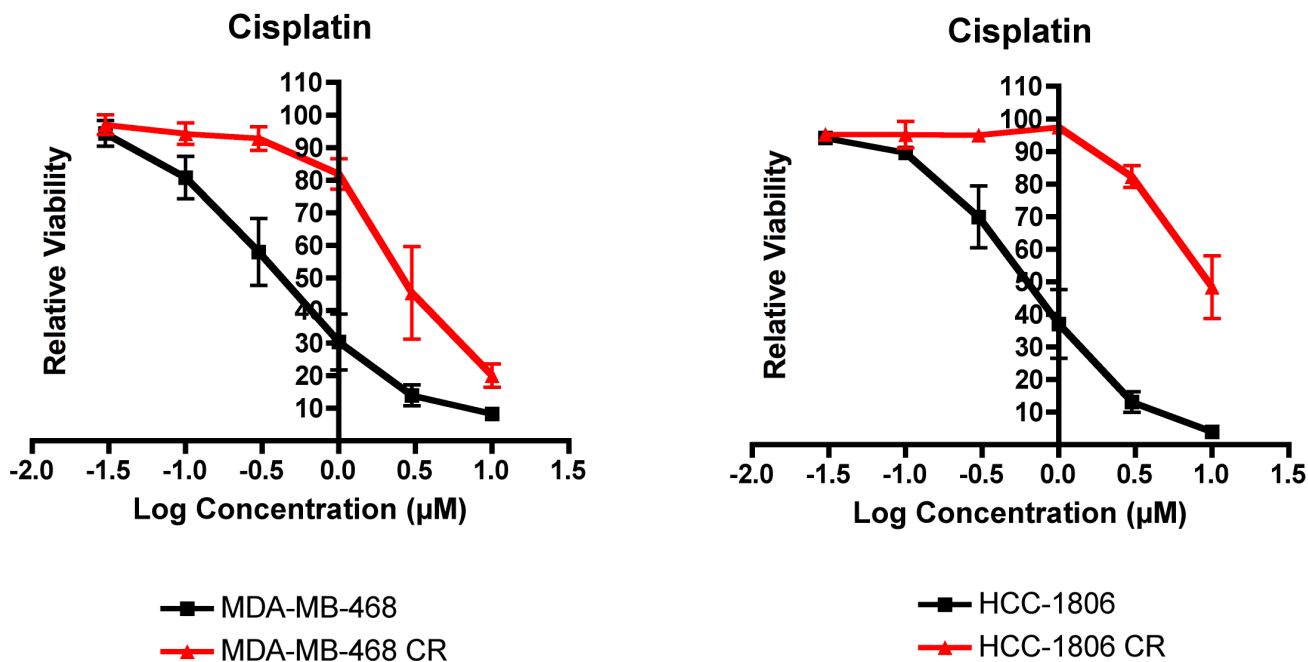 Cisplatin
Relative Viability
110
100
90
80
70
60
50
40
30
20
10
-2.0 -1.5 -1.0 -0.5 0.0 0.5 1.0 1.5
Log Concentration (µM)
MDA-MB-468
MDA-MB-468 CR
Cisplatin
Relative Viability
110
100
90
80
70
60
50
40
30
20
10
-2.0 -1.5 -1.0 -0.5 0.0 0.5 1.0 1.5
Log Concentration (µM)
HCC-1806
HCC-1806 CR